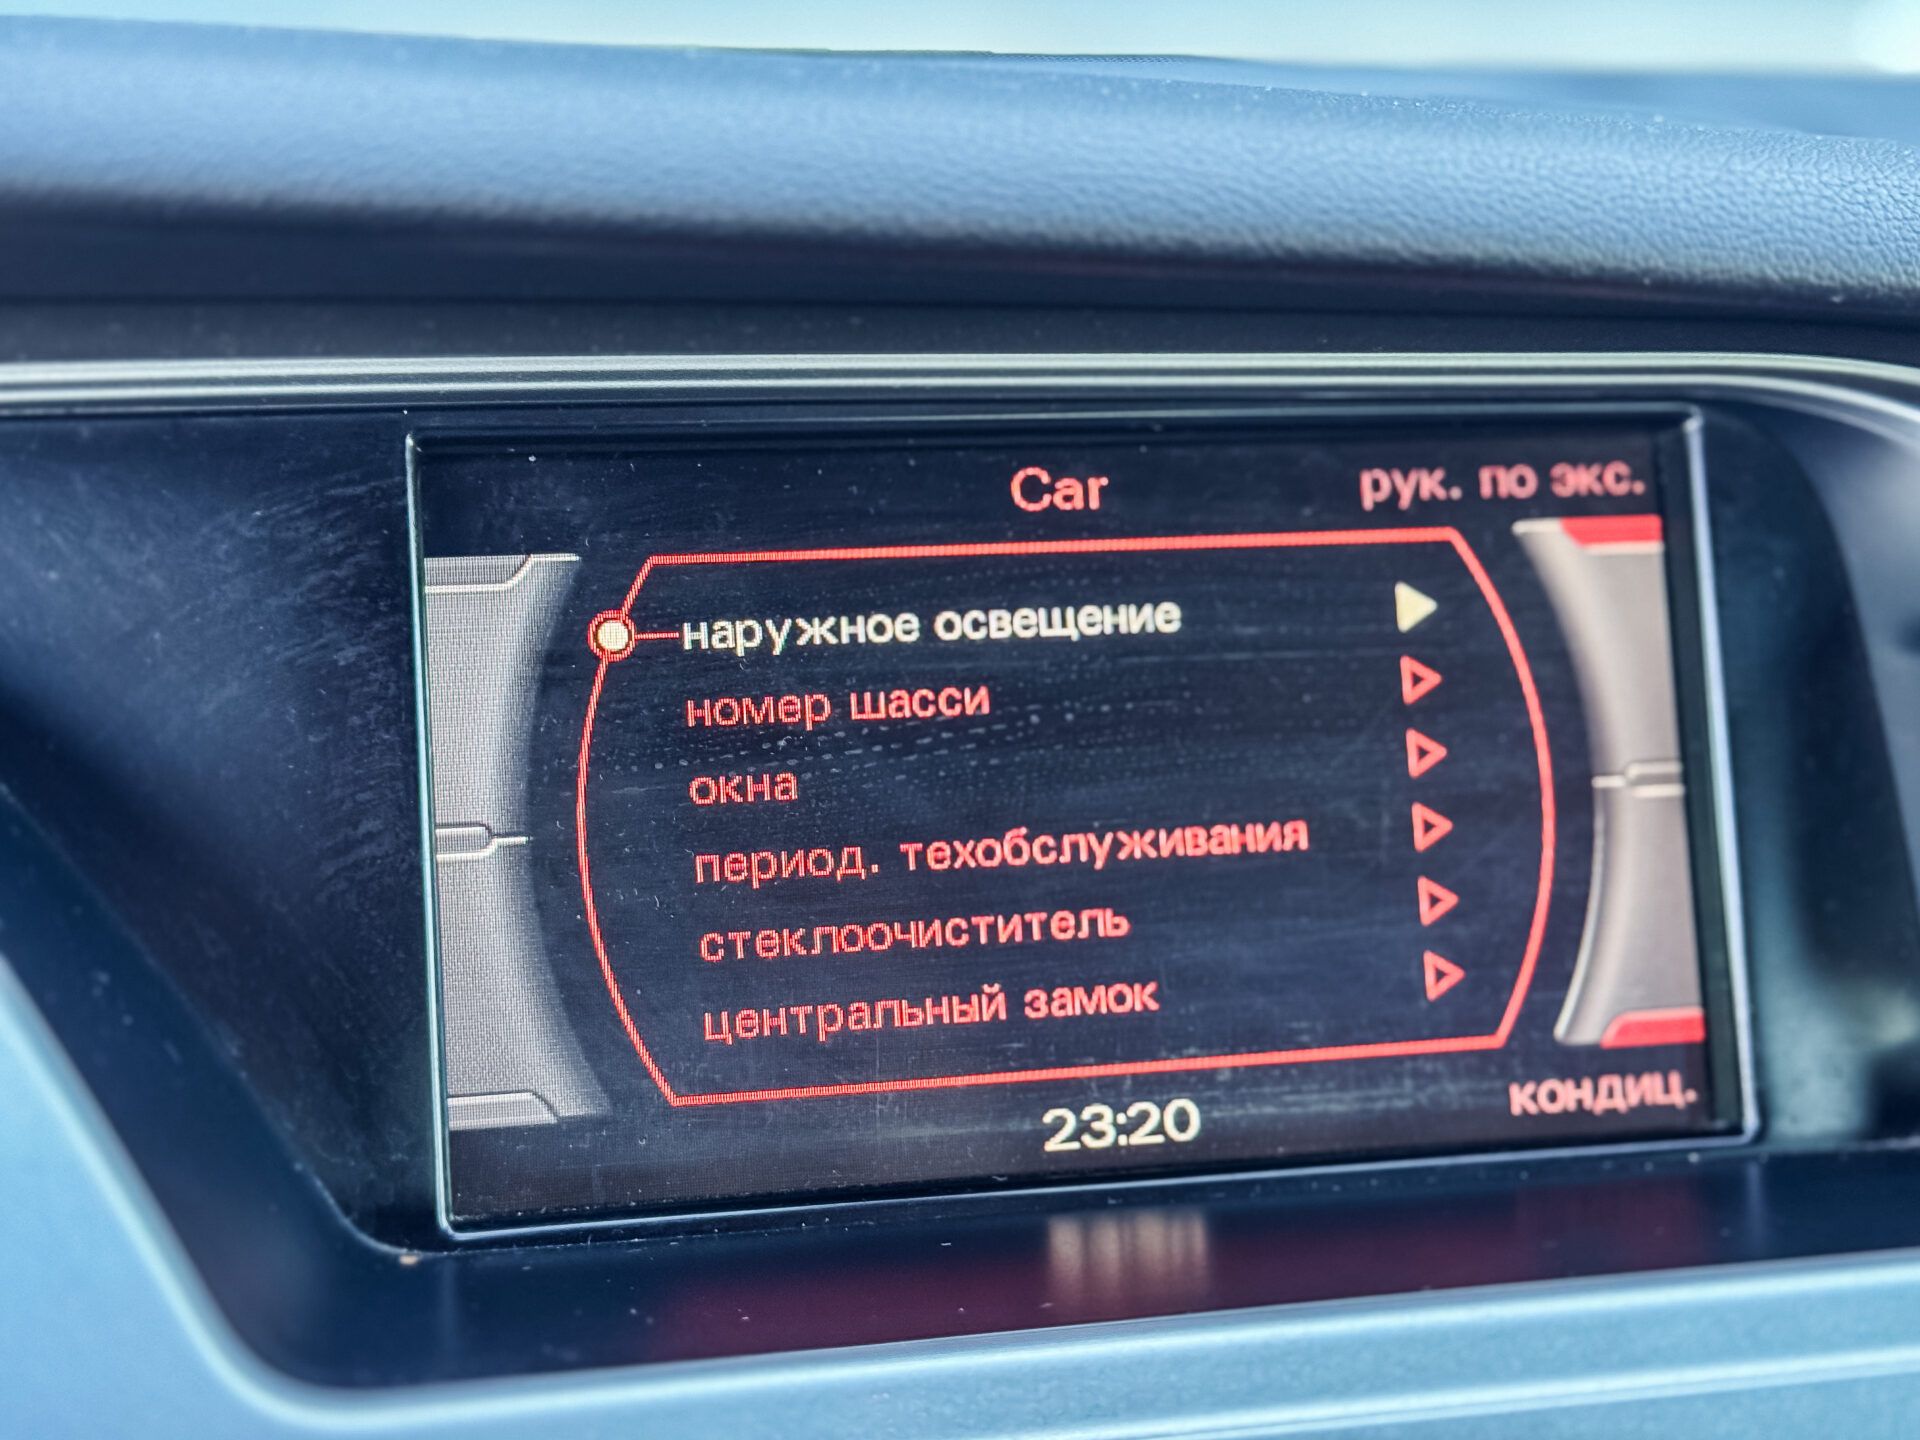 Car
рук. по экс.
наружное освещение
номер шасси
окна
период. техобслуживания
стеклоочиститель
центральный замок
23:20
кондиц.